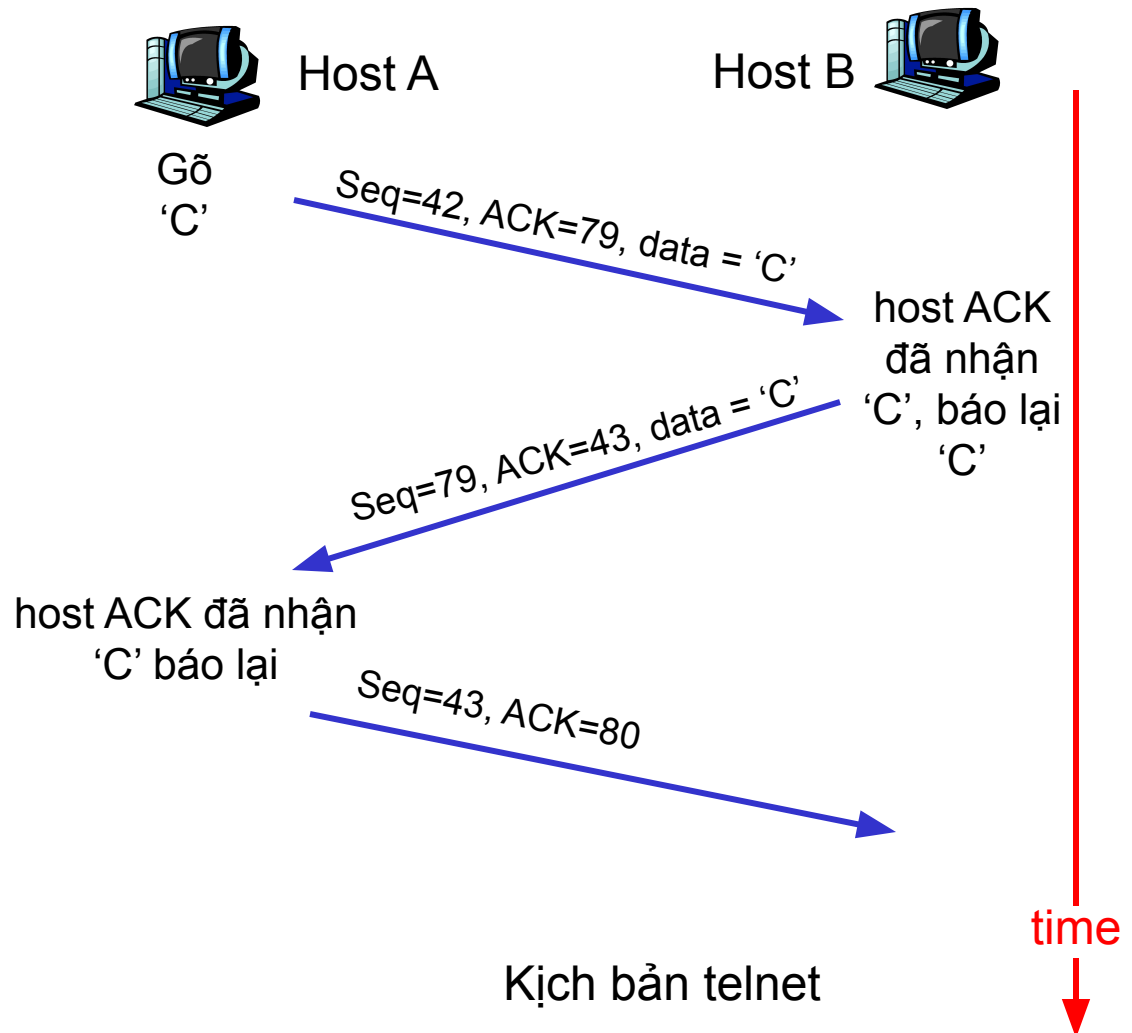 Host A
Host B
Gõ
‘C’
Seq=42, ACK=79, data = ‘C’
host ACK
đã nhận
‘C’, báo lại
‘C’
Seq=79, ACK=43, data = ‘C’
host ACK đã nhận
‘C’ báo lại
Seq=43, ACK=80
time
Kịch bản telnet